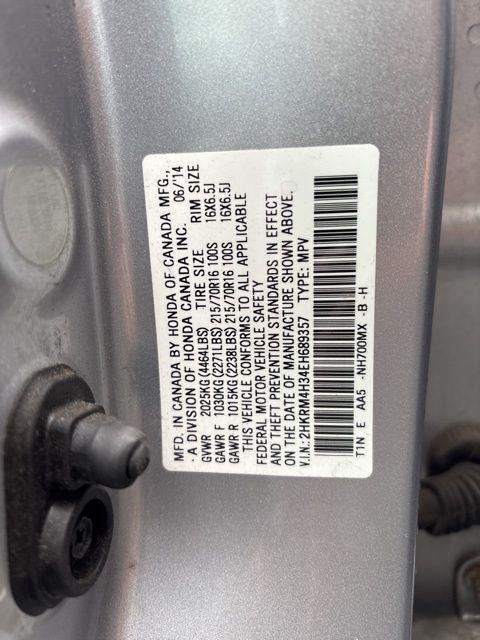 MFD. IN CANADA BY HONDA OF CANADA MFG.,
- A DIVISION OF HONDA CANADA INC. 06/'14
GVWR 2025KG (4464LBS) TIRE SIZE RIM SIZE
GAWR F 1030KG (2271LBS) 215/70R16 100S 16X6.5J
GAWR R 1015KG (2238LBS) 215/70R16 100S 16X6.5J
THIS VEHICLE CONFORMS TO ALL APPLICABLE
FEDERAL MOTOR VEHICLE SAFETY
AND THEFT PREVENTION STANDARDS IN EFFECT
ON THE DATE OF MANUFACTURE SHOWN ABOVE.
V.I.N.: 2HKRM4H34EH689357 TYPE: MPV
T1N E AA5 -NH700MX -B -H